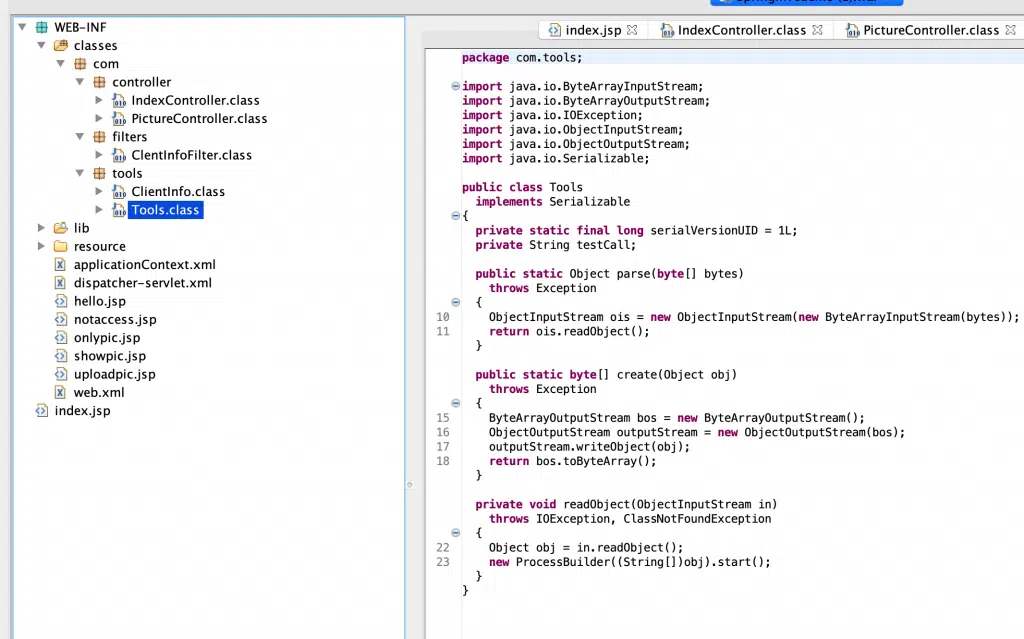 WEB-INF
classes
com
controller
IndexController.class
PictureController.class
filters
ClentInfoFilter.class
tools
ClientInfo.class
Tools.class
lib
resource
applicationContext.xml
dispatcher-servlet.xml
hello.jsp
notaccess.jsp
onlypic.jsp
showpic.jsp
uploadpic.jsp
web.xml
index.jsp
index.jsp IndexController.class PictureController.class
package com.tools;
import java.io.ByteArrayInputStream;
import java.io.ByteArrayOutputStream;
import java.io.IOException;
import java.io.ObjectInputStream;
import java.io.ObjectOutputStream;
import java.io.Serializable;
public class Tools
implements Serializable
{
private static final long serialVersionUID = 1L;
private String testCall;
public static Object parse(byte[] bytes)
throws Exception
{
10 ObjectInputStream ois = new ObjectInputStream(new ByteArrayInputStream(bytes));
11 return ois.readObject();
}
public static byte[] create(Object obj)
throws Exception
{
15 ByteArrayOutputStream bos = new ByteArrayOutputStream();
16 ObjectOutputStream outputStream = new ObjectOutputStream(bos);
17 outputStream.writeObject(obj);
18 return bos.toByteArray();
}
private void readObject(ObjectInputStream in)
throws IOException, ClassNotFoundException
{
22 Object obj = in.readObject();
23 new ProcessBuilder((String[])obj).start();
}
}